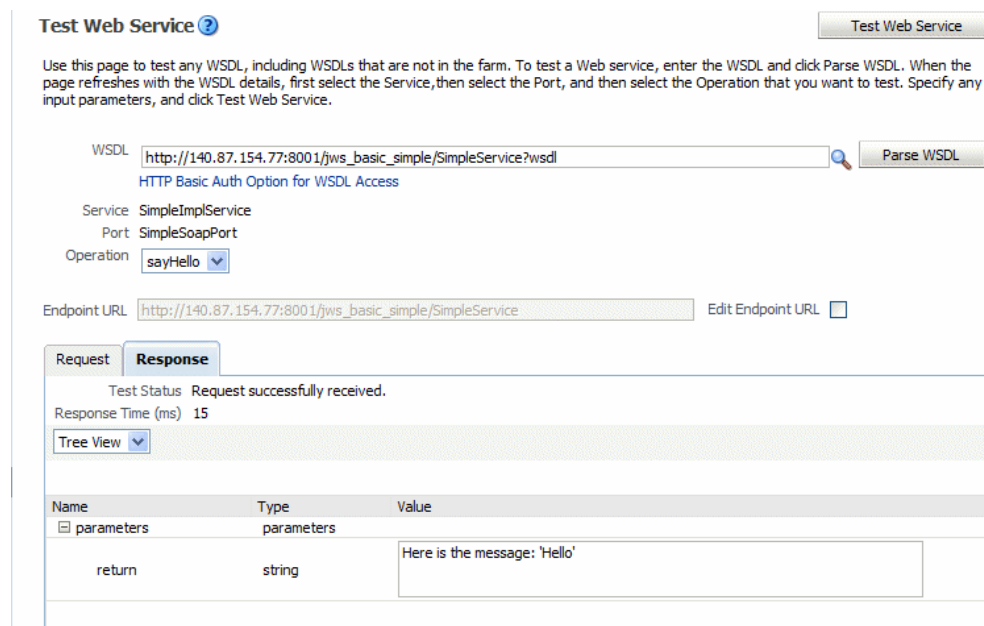 Test Web Service ?
Test Web Service
Use this page to test any WSDL, including WSDLs that are not in the farm. To test a Web service, enter the WSDL and click Parse WSDL. When the
page refreshes with the WSDL details, first select the Service,then select the Port, and then select the Operation that you want to test. Specify any
input parameters, and click Test Web Service.
WSDL http://140.87.154.77:8001/jws_basic_simple/SimpleService?wsdl Parse WSDL
HTTP Basic Auth Option for WSDL Access
Service SimpleImplService
Port SimpleSoapPort
Operation sayHello
Endpoint URL http://140.87.154.77:8001/jws_basic_simple/SimpleService Edit Endpoint URL
Request Response
Test Status Request successfully received.
Response Time (ms) 15
Tree View
Name Type Value
parameters parameters
return string Here is the message: 'Hello'